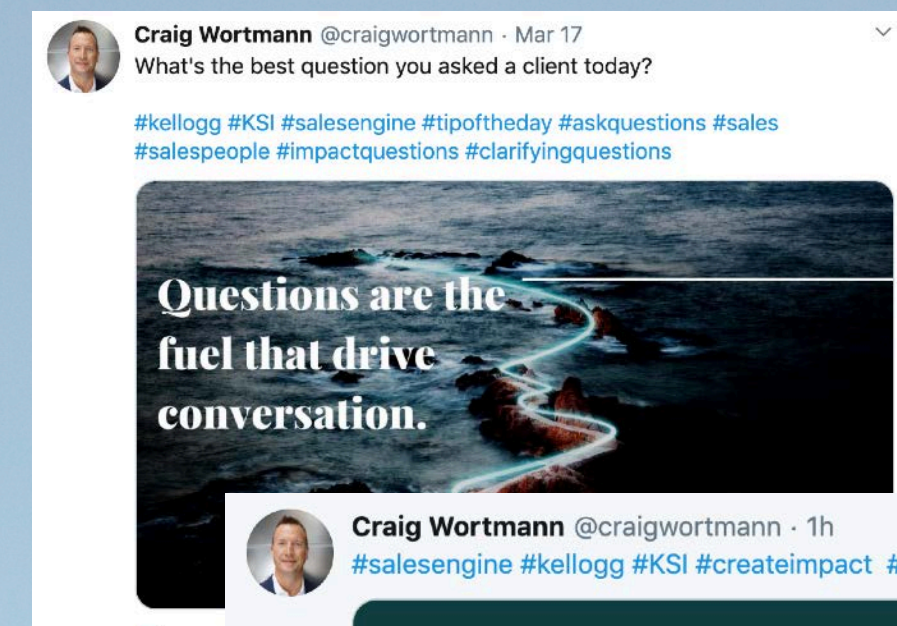 Craig Wortmann @craigwortmann · Mar 17
What's the best question you asked a client today?
#kellogg #KSI #salesengine #tipoftheday #askquestions #sales
#salespeople #impactquestions #clarifyingquestions
Questions are the
fuel that drive
conversation.
Craig Wortmann @craigwortmann · 1h
#salesengine #kellogg #KSI #createimpact #